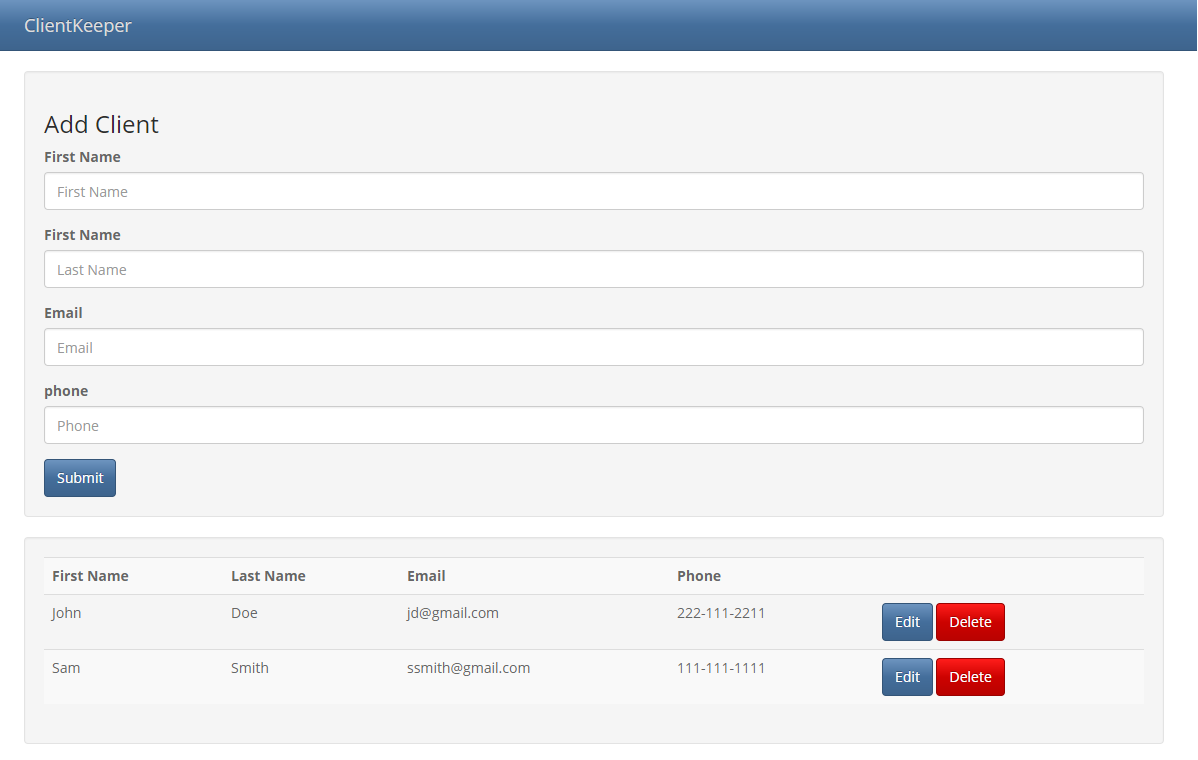 ClientKeeper
Add Client
First Name
First Name
First Name
Last Name
Email
Email
phone
Phone
Submit
First Name Last Name Email Phone
John Doe jd@gmail.com 222-111-2211 Edit Delete
Sam Smith ssmith@gmail.com 111-111-1111 Edit Delete